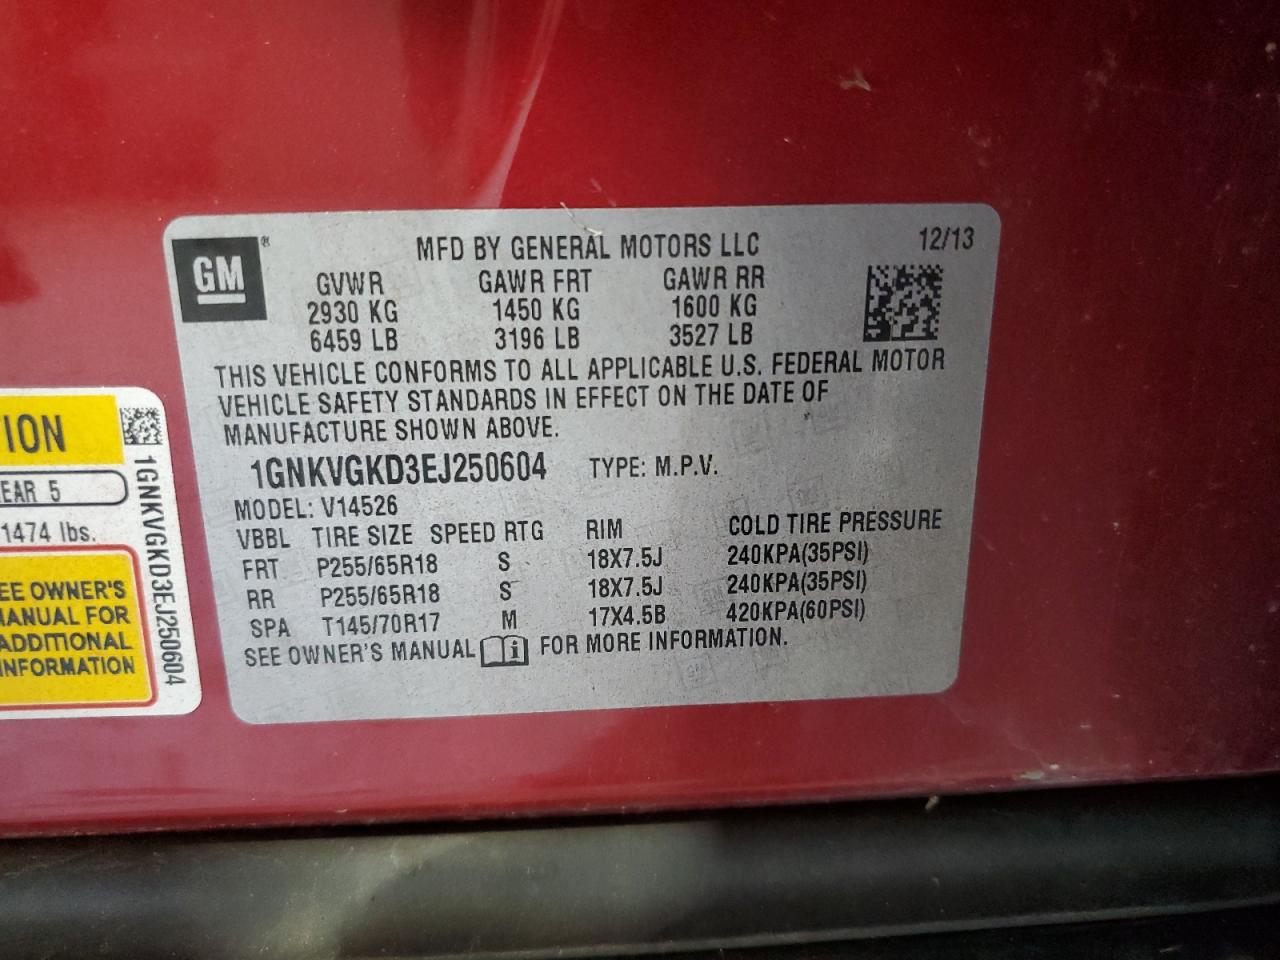 GM®
MFD BY GENERAL MOTORS LLC
12/13
GVWR GAWR FRT GAWR RR
2930 KG 1450 KG 1600 KG
6459 LB 3196 LB 3527 LB
THIS VEHICLE CONFORMS TO ALL APPLICABLE U.S. FEDERAL MOTOR
VEHICLE SAFETY STANDARDS IN EFFECT ON THE DATE OF
MANUFACTURE SHOWN ABOVE.
1GNKVGKD3EJ250604 TYPE: M.P.V.
MODEL: V14526
VBBL TIRE SIZE SPEED RTG RIM COLD TIRE PRESSURE
FRT P255/65R18 S 18X7.5J 240KPA(35PSI)
RR P255/65R18 S 18X7.5J 240KPA(35PSI)
SPA T145/70R17 M 17X4.5B 420KPA(60PSI)
SEE OWNER'S MANUAL FOR MORE INFORMATION.
ION
EAR 5
1474 lbs.
EE OWNER'S
ANUAL FOR
ADDITIONAL
INFORMATION
1GNKVGKD3EJ250604